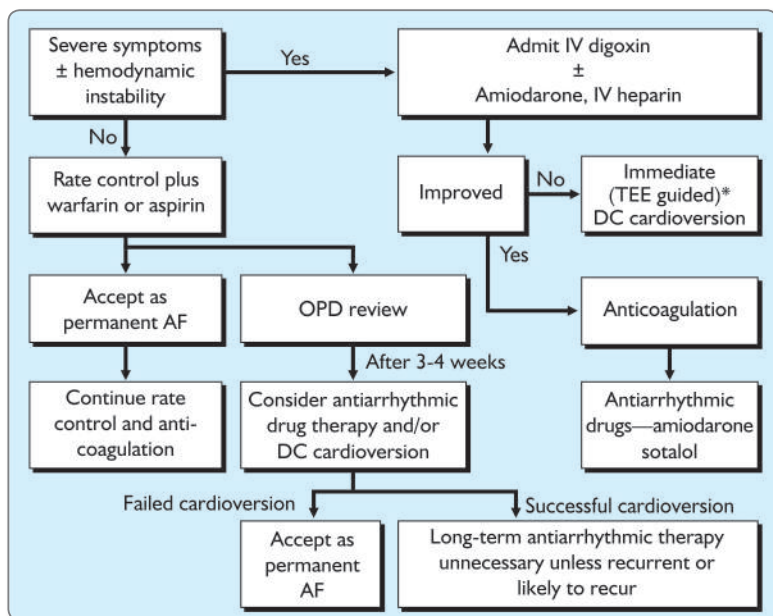 Severe symptoms
± hemodynamic
instability
Yes
Admit IV digoxin
±
Amiodarone, IV heparin
No
Rate control plus
warfarin or aspirin
Improved
No
Immediate
(TEE guided)*
DC cardioversion
Yes
Accept as
permanent AF
OPD review
Anticoagulation
After 3-4 weeks
Continue rate
control and anti-
coagulation
Consider antiarrhythmic
drug therapy and/or
DC cardioversion
Antiarrhythmic
drugs—amiodarone
sotalol
Failed cardioversion
Successful cardioversion
Accept as
permanent
AF
Long-term antiarrhythmic therapy
unnecessary unless recurrent or
likely to recur